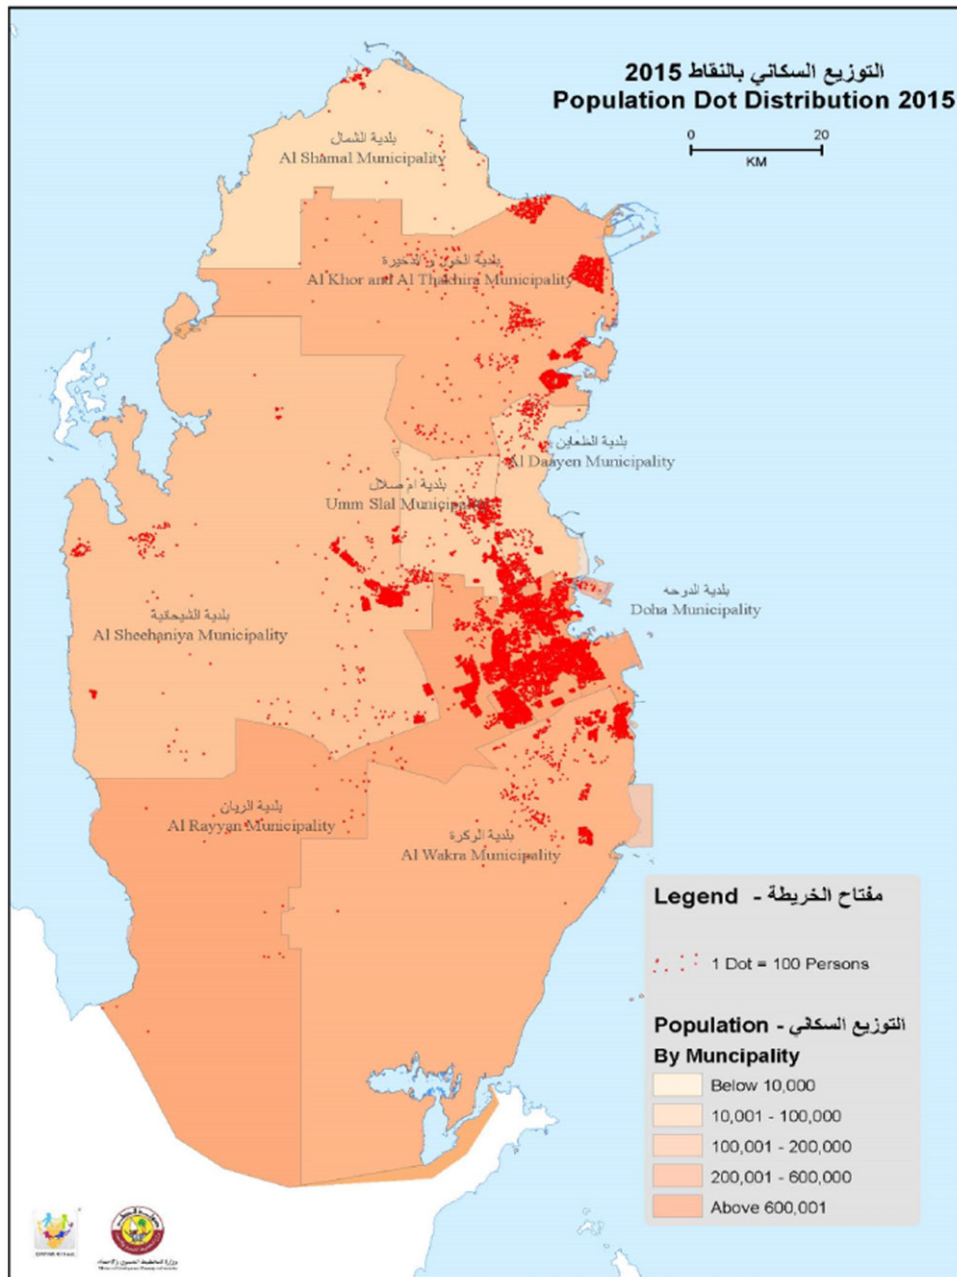 التوزيع السكاني بالنقاط 2015
Population Dot Distribution 2015
0 20
KM
بلدية الشمال
Al Shamal Municipality
بلدية الخور و الذخيرة
Al Khor and Al Thakhira Municipality
بلدية الظعاين
Al Daayen Municipality
بلدية ام صلال
Umm Slal Municipality
بلدية الدوحه
Doha Municipality
بلدية الشيحانية
Al Sheehaniya Municipality
بلدية الريان
Al Rayyan Municipality
بلدية الوكرة
Al Wakra Municipality
Legend - مفتاح الخريطة
1 Dot = 100 Persons
Population - التوزيع السكاني
By Muncipality
Below 10,000
10,001 - 100,000
100,001 - 200,000
200,001 - 600,000
Above 600,001